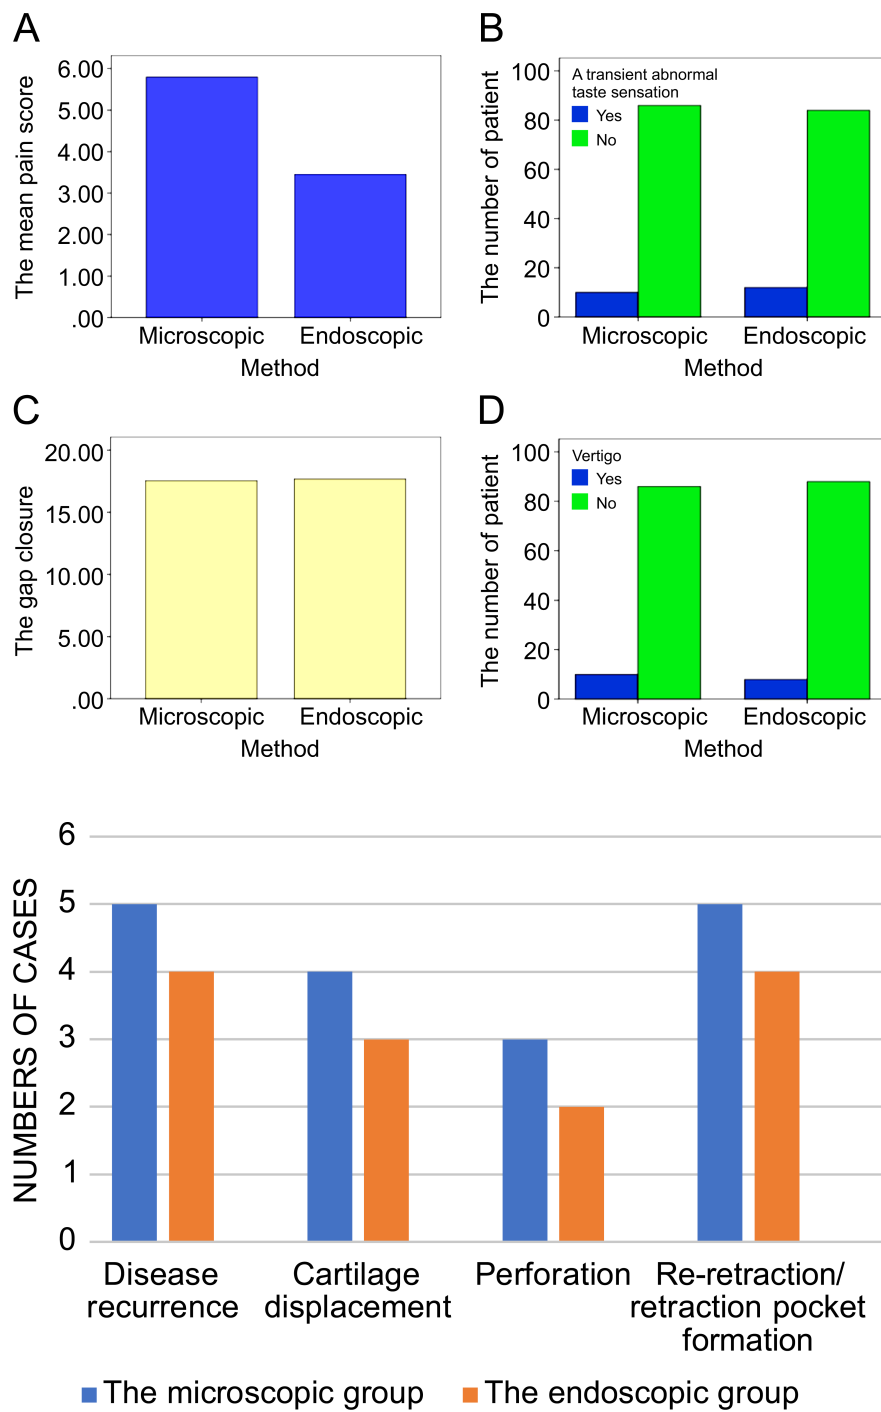 A
The mean pain score
6.00
5.00
4.00
3.00
2.00
1.00
.00
Microscopic
Endoscopic
Method
B
The number of patient
100
80
60
40
20
0
A transient abnormal
taste sensation
Yes
No
Microscopic
Endoscopic
Method
C
The gap closure
20.00
15.00
10.00
5.00
.00
Microscopic
Endoscopic
Method
D
The number of patient
100
80
60
40
20
0
Vertigo
Yes
No
Microscopic
Endoscopic
Method
NUMBERS OF CASES
6
5
4
3
2
1
0
Disease
recurrence
Cartilage
displacement
Perforation
Re-retraction/
retraction pocket
formation
The microscopic group
The endoscopic group